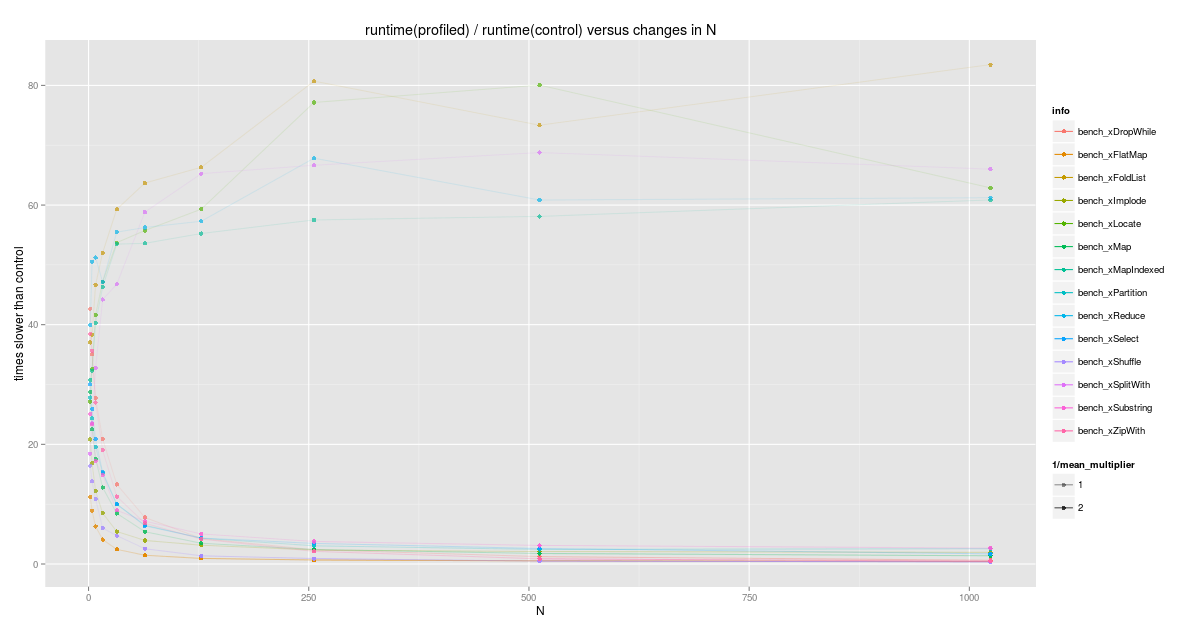 runtime(profiled) / runtime(control) versus changes in N
times slower than control
80
60
40
20
0
0
250
500
750
1000
N
info
bench_xDropWhile
bench_xFlatMap
bench_xFoldList
bench_xImplode
bench_xLocate
bench_xMap
bench_xMapIndexed
bench_xPartition
bench_xReduce
bench_xSelect
bench_xShuffle
bench_xSplitWith
bench_xSubstring
bench_xZipWith
1/mean_multiplier
1
2